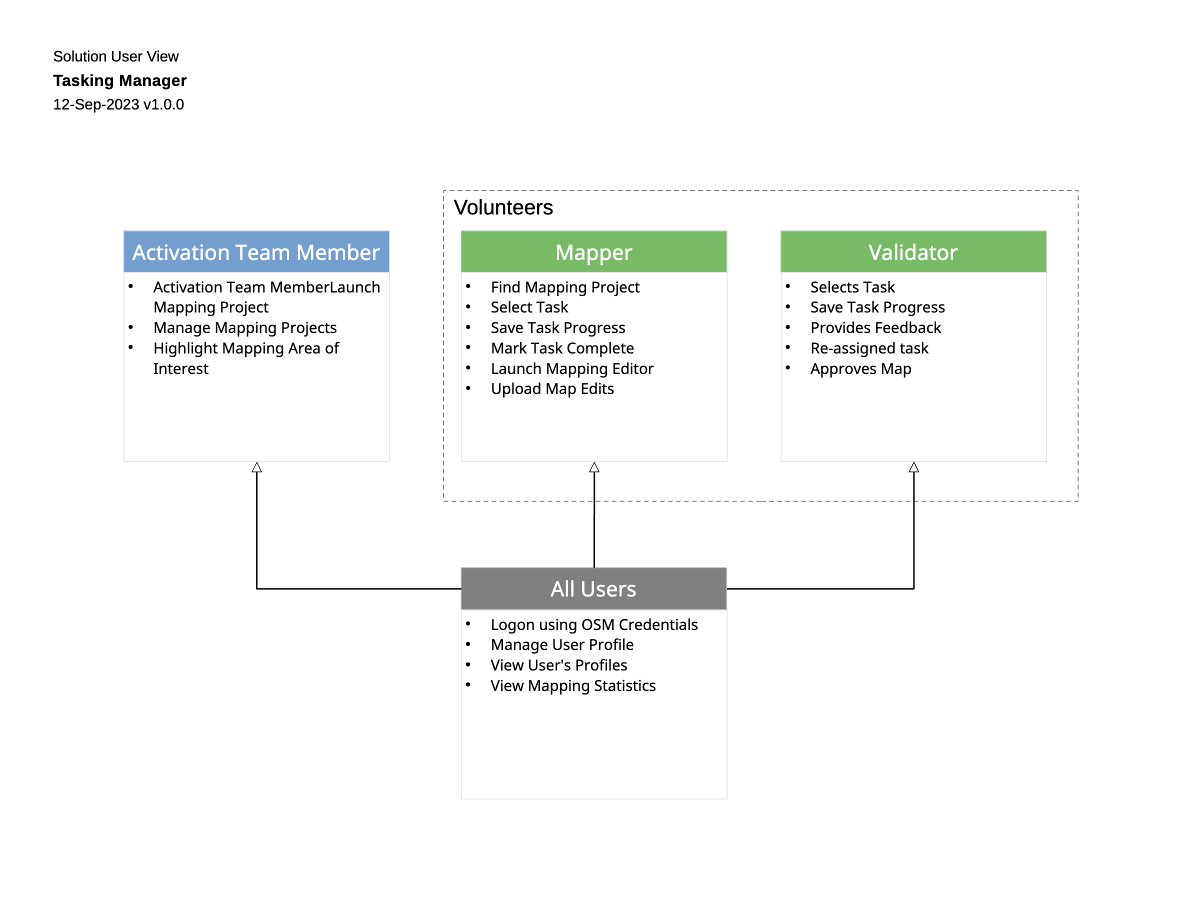 Solution User View
Tasking Manager
12-Sep-2023 v1.0.0
Volunteers
Activation Team Member
• Activation Team MemberLaunch
Mapping Project
• Manage Mapping Projects
• Highlight Mapping Area of
Interest
Mapper
• Find Mapping Project
• Select Task
• Save Task Progress
• Mark Task Complete
• Launch Mapping Editor
• Upload Map Edits
Validator
• Selects Task
• Save Task Progress
• Provides Feedback
• Re-assigned task
• Approves Map
All Users
• Logon using OSM Credentials
• Manage User Profile
• View User's Profiles
• View Mapping Statistics